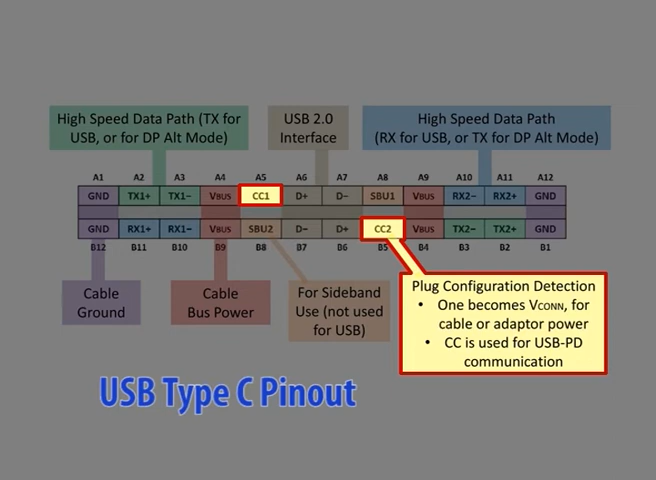 High Speed Data Path (TX for
USB, or for DP Alt Mode)
USB 2.0
Interface
High Speed Data Path
(RX for USB, or TX for DP Alt Mode)
A1 A2 A3 A4 A5 A6 A7 A8 A9 A10 A11 A12
GND TX1+ TX1− VBUS CC1 D+ D− SBU1 VBUS RX2− RX2+ GND
GND RX1+ RX1− VBUS SBU2 D− D+ CC2 VBUS TX2− TX2+ GND
B12 B11 B10 B9 B8 B7 B6 B5 B4 B3 B2 B1
Cable
Ground
Cable
Bus Power
For Sideband
Use (not used
for USB)
Plug Configuration Detection
• One becomes VCONN, for
cable or adaptor power
• CC is used for USB-PD
communication
USB Type C Pinout